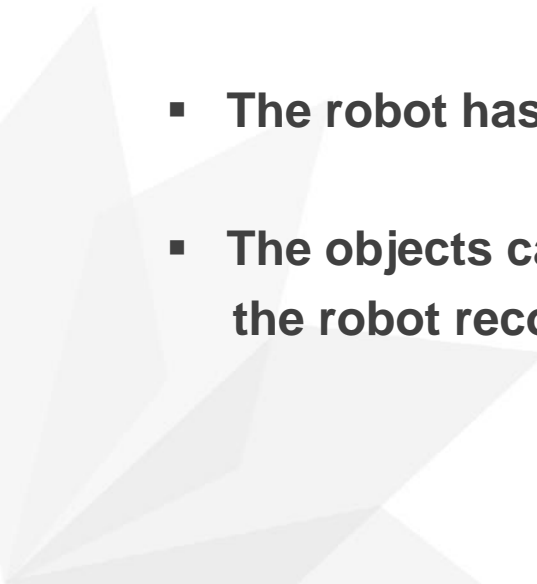 ▪ The robot has
▪ The objects ca
the robot reco